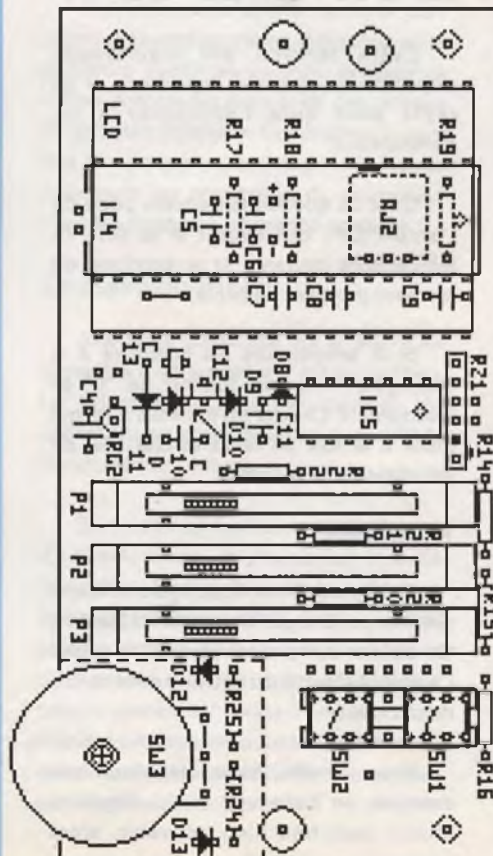 LCD
R17
R18
R19
IC4
C5
C6
RJ2
C7
C8
C9
C13
C12
D9
D8
C4
RG2
D11
D10
C10
C11
IC5
RZ1
R14
R22
P1
R21
P2
R15
R20
P3
D12
R25
SW3
R24
D13
SW2
SW1
R16